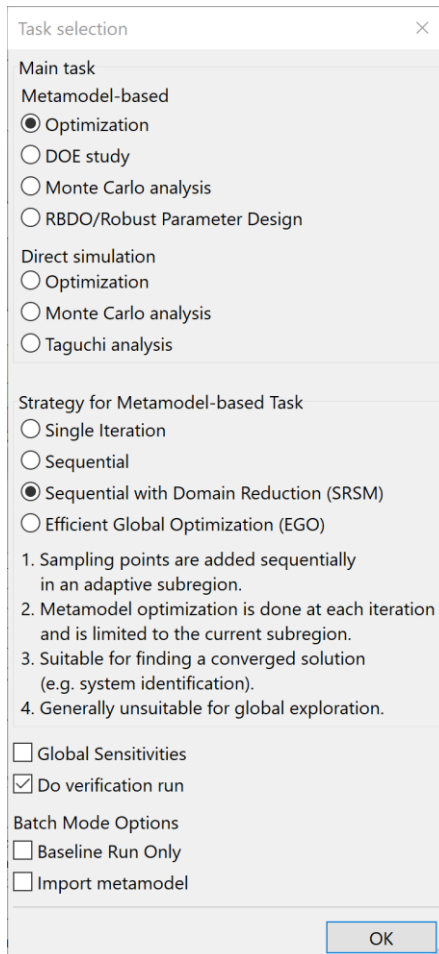 Task selection
Main task
Metamodel-based
Optimization
DOE study
Monte Carlo analysis
RBDO/Robust Parameter Design
Direct simulation
Optimization
Monte Carlo analysis
Taguchi analysis
Strategy for Metamodel-based Task
Single Iteration
Sequential
Sequential with Domain Reduction (SRSM)
Efficient Global Optimization (EGO)
1. Sampling points are added sequentially
in an adaptive subregion.
2. Metamodel optimization is done at each iteration
and is limited to the current subregion.
3. Suitable for finding a converged solution
(e.g. system identification).
4. Generally unsuitable for global exploration.
Global Sensitivities
Do verification run
Batch Mode Options
Baseline Run Only
Import metamodel
OK